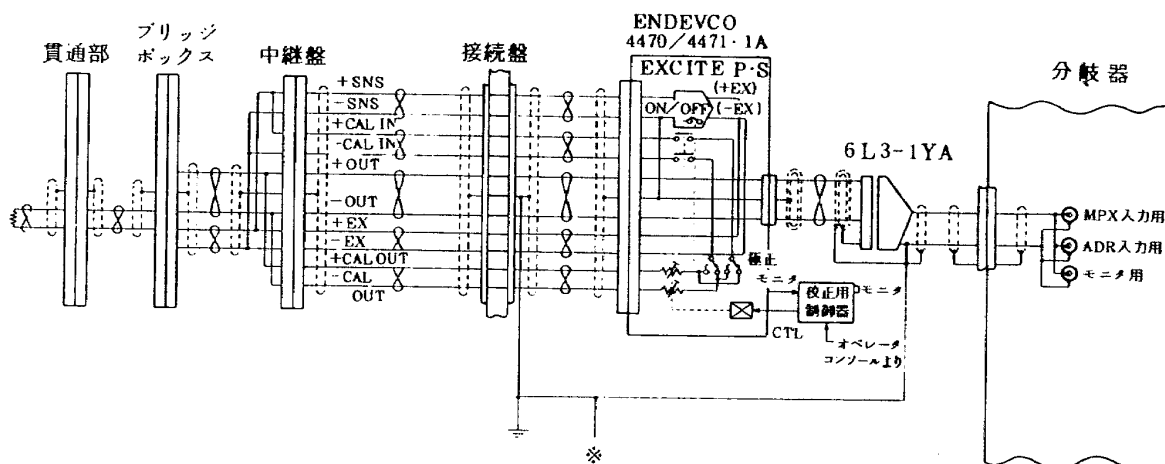 貫通部
ブリッジ
ボックス
中継盤
接続盤
ENDEVCO
4470/4471・1A
EXCITE P・S
(+EX)
ON/OFF
(-EX)
分岐器
6L3-1YA
+SNS
-SNS
+CAL IN
-CAL IN
+OUT
-OUT
+EX
-EX
+CAL OUT
-CAL
OUT
モニタ
校正用
制御器
モニタ
CTL
オペレータ
コンソールより
MPX入力用
ADR入力用
モニタ用
※